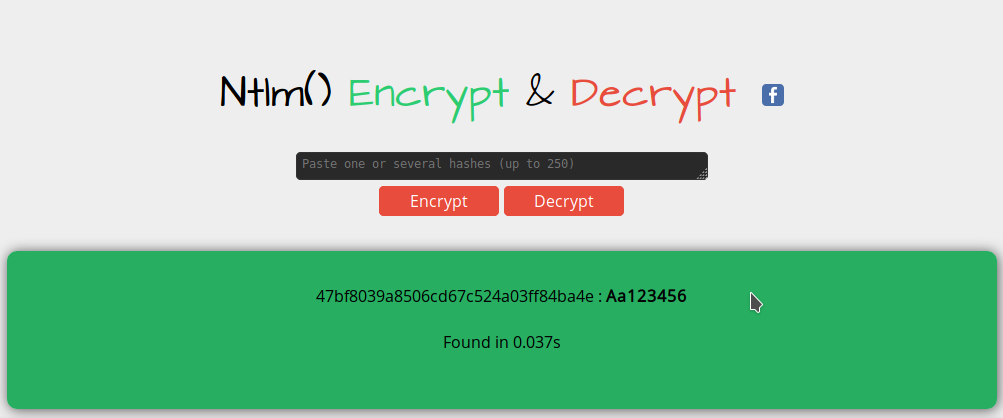 Ntlm() Encrypt & Decrypt
Paste one or several hashes (up to 250)
Encrypt Decrypt
47bf8039a8506cd67c524a03ff84ba4e : Aa123456
Found in 0.037s